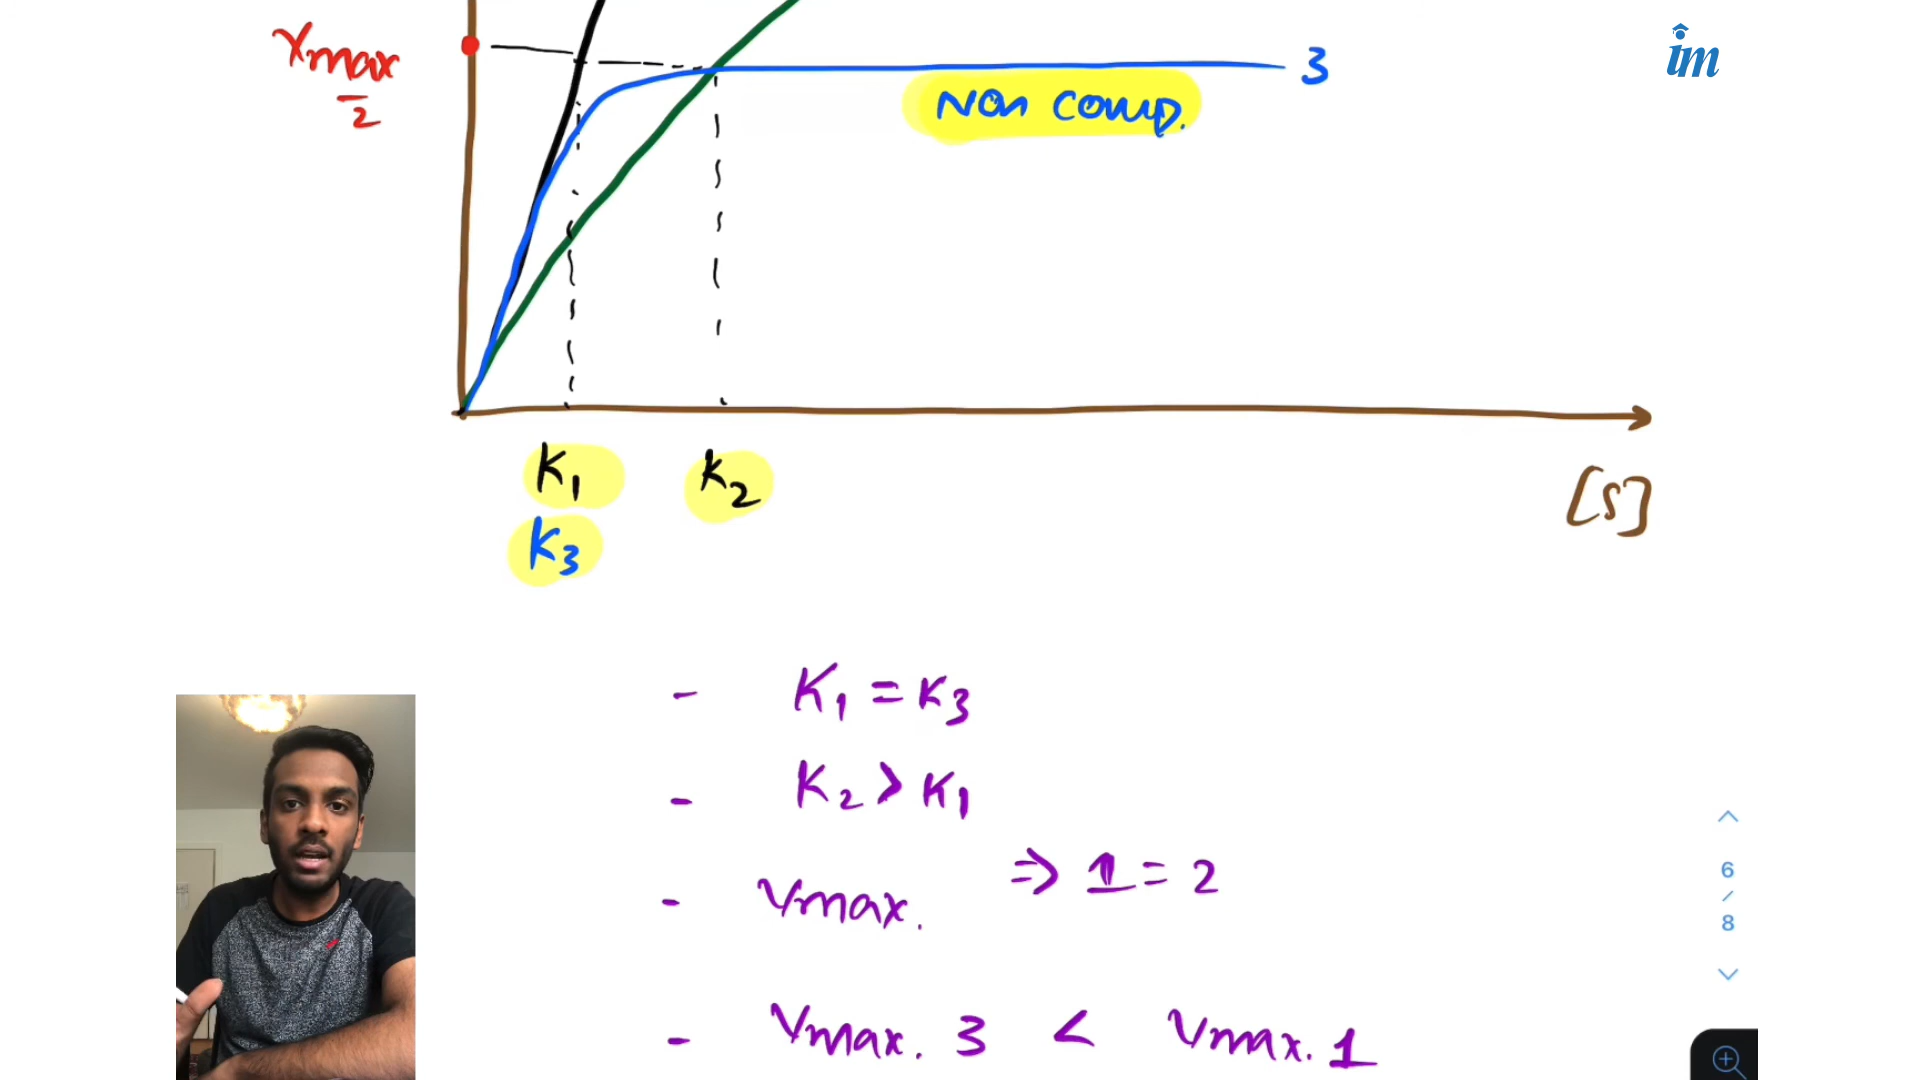 Vmax
2
im
3
Non comp.
K1
K2
K3
[S]
- K1 = K3
- K2 > K1
- Vmax. ⇒ 1 = 2
- Vmax. 3 < Vmax. 1
6
/
8